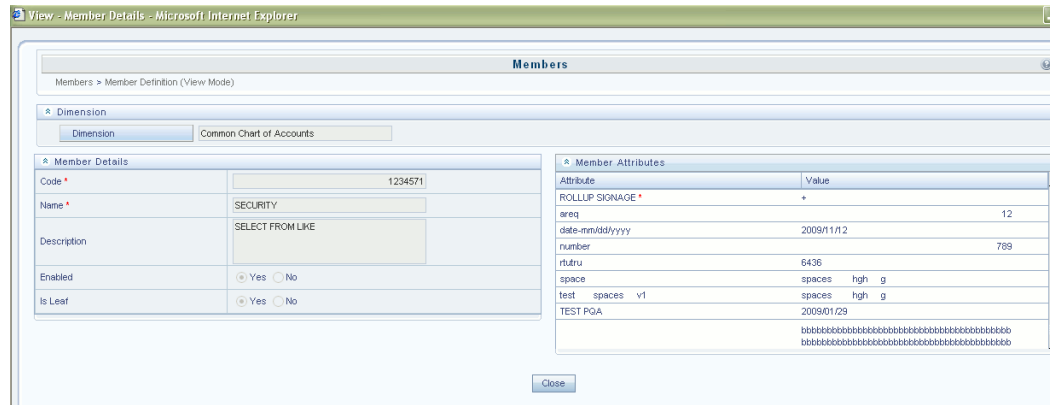 View - Member Details - Microsoft Internet Explorer
Members
Members > Member Definition (View Mode)
Dimension
Dimension Common Chart of Accounts
Member Details
Code * 1234571
Name * SECURITY
Description SELECT FROM LIKE
Enabled Yes No
Is Leaf Yes No
Member Attributes
Attribute Value
ROLLUP SIGNAGE * +
areq 12
date-mm/dd/yyyy 2009/11/12
number 789
rtutru 6436
space spaces hgh g
test spaces v1 spaces hgh g
TEST PQA 2009/01/29
Close